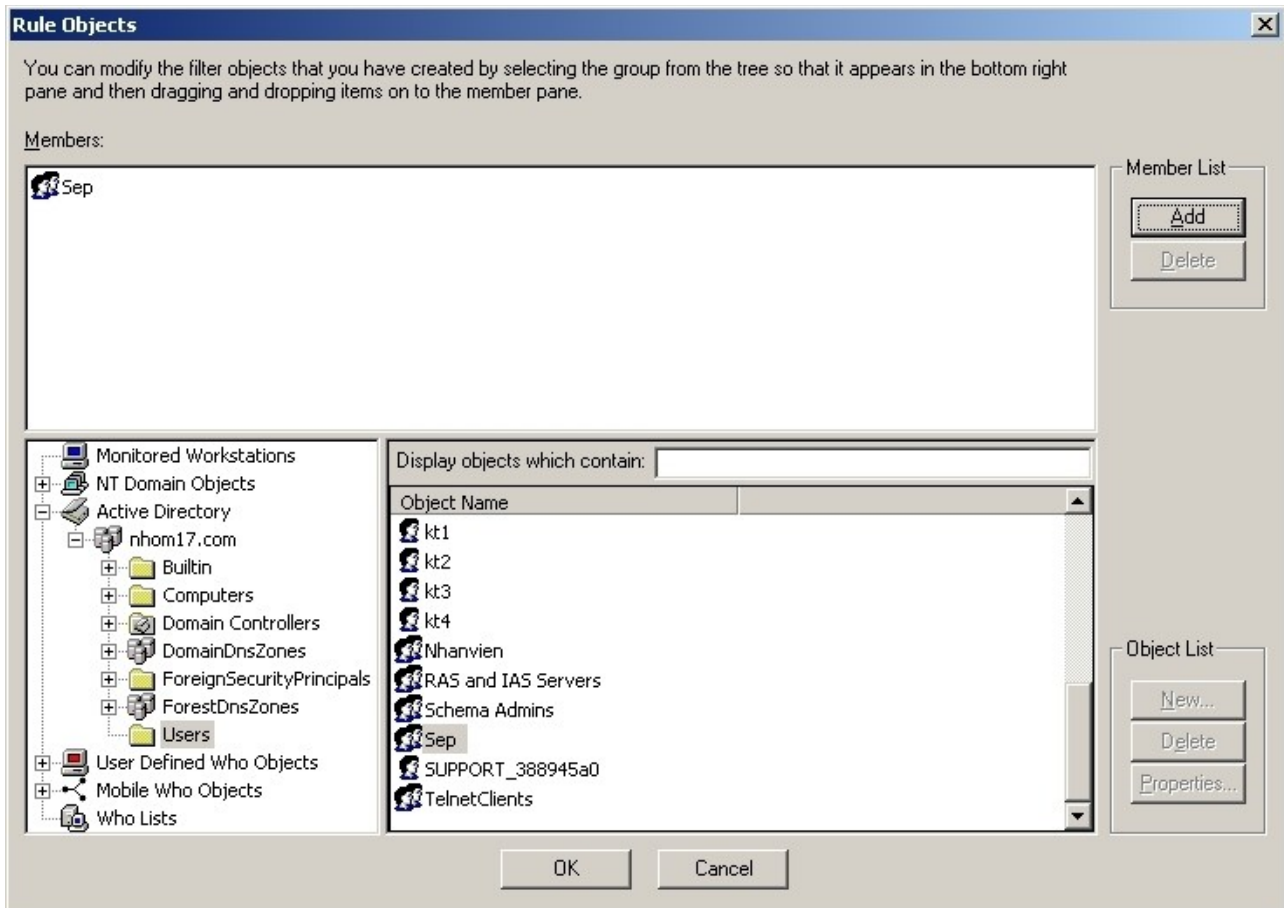 Rule Objects
You can modify the filter objects that you have created by selecting the group from the tree so that it appears in the bottom right
pane and then dragging and dropping items on to the member pane.
Members:
Sep
Member List
Add
Delete
Monitored Workstations
NT Domain Objects
Active Directory
nhom17.com
Builtin
Computers
Domain Controllers
DomainDnsZones
ForeignSecurityPrincipals
ForestDnsZones
Users
User Defined Who Objects
Mobile Who Objects
Who Lists
Display objects which contain:
Object Name
kt1
kt2
kt3
kt4
Nhanvien
RAS and IAS Servers
Schema Admins
Sep
SUPPORT_388945a0
TelnetClients
Object List
New...
Delete
Properties...
OK
Cancel